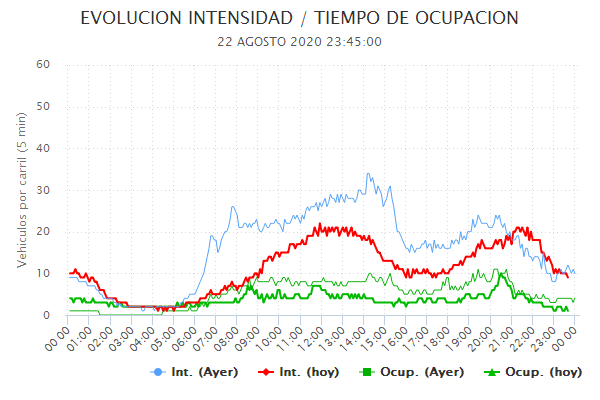 EVOLUCION INTENSIDAD / TIEMPO DE OCUPACION
22 AGOSTO 2020 23:45:00
Vehículos por carril (5 min)
60
50
40
30
20
10
0
00:00 01:00 02:00 03:00 04:00 05:00 06:00 07:00 08:00 09:00 10:00 11:00 12:00 13:00 14:00 15:00 16:00 17:00 18:00 19:00 20:00 21:00 22:00 23:00 00:00
Int. (Ayer) Int. (hoy) Ocup. (Ayer) Ocup. (hoy)